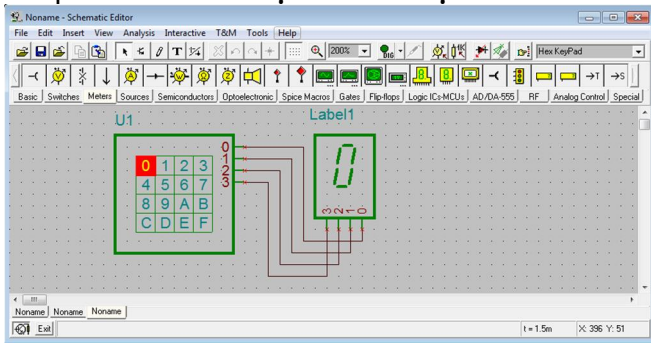 Noname - Schematic Editor
File Edit Insert View Analysis Interactive T&M Tools Help
T 200% DIG Hex KeyPad
Basic Switches Meters Sources Semiconductors Optoelectronic Spice Macros Gates Flip-flops Logic ICs-MCUs AD/DA-555 RF Analog Control Special
U1 Label1
0
1
2
3
0 1 2 3
4 5 6 7
8 9 A B
C D E F
0
3 2 1 0
Noname Noname Noname
Exit t = 1.5m X: 396 Y: 51